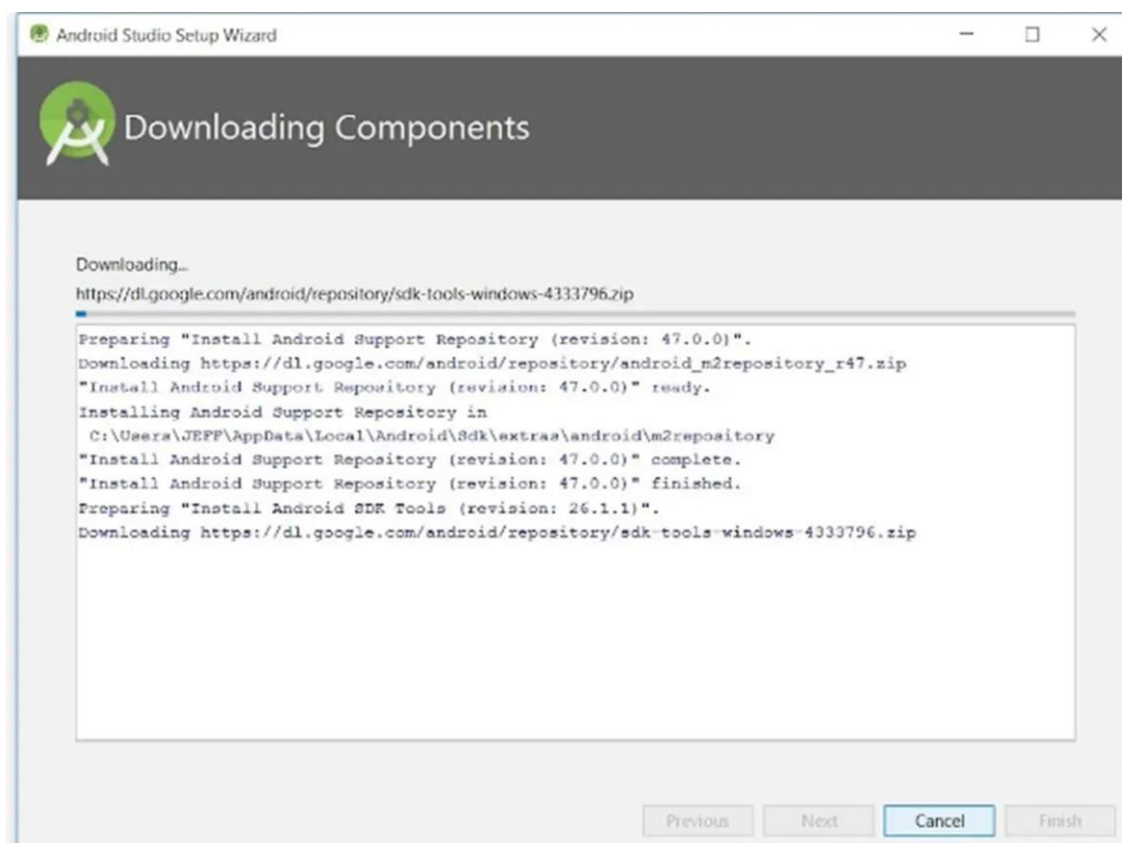 Android Studio Setup Wizard
Downloading Components
Downloading...
https://dl.google.com/android/repository/sdk-tools-windows-4333796.zip
Preparing "Install Android Support Repository (revision: 47.0.0)".
Downloading https://dl.google.com/android/repository/android_m2repository_r47.zip
"Install Android Support Repository (revision: 47.0.0)" ready.
Installing Android Support Repository in
C:\Users\JEFF\AppData\Local\Android\Sdk\extras\android\m2repository
"Install Android Support Repository (revision: 47.0.0)" complete.
"Install Android Support Repository (revision: 47.0.0)" finished.
Preparing "Install Android SDK Tools (revision: 26.1.1)".
Downloading https://dl.google.com/android/repository/sdk-tools-windows-4333796.zip
Previous Next Cancel Finish